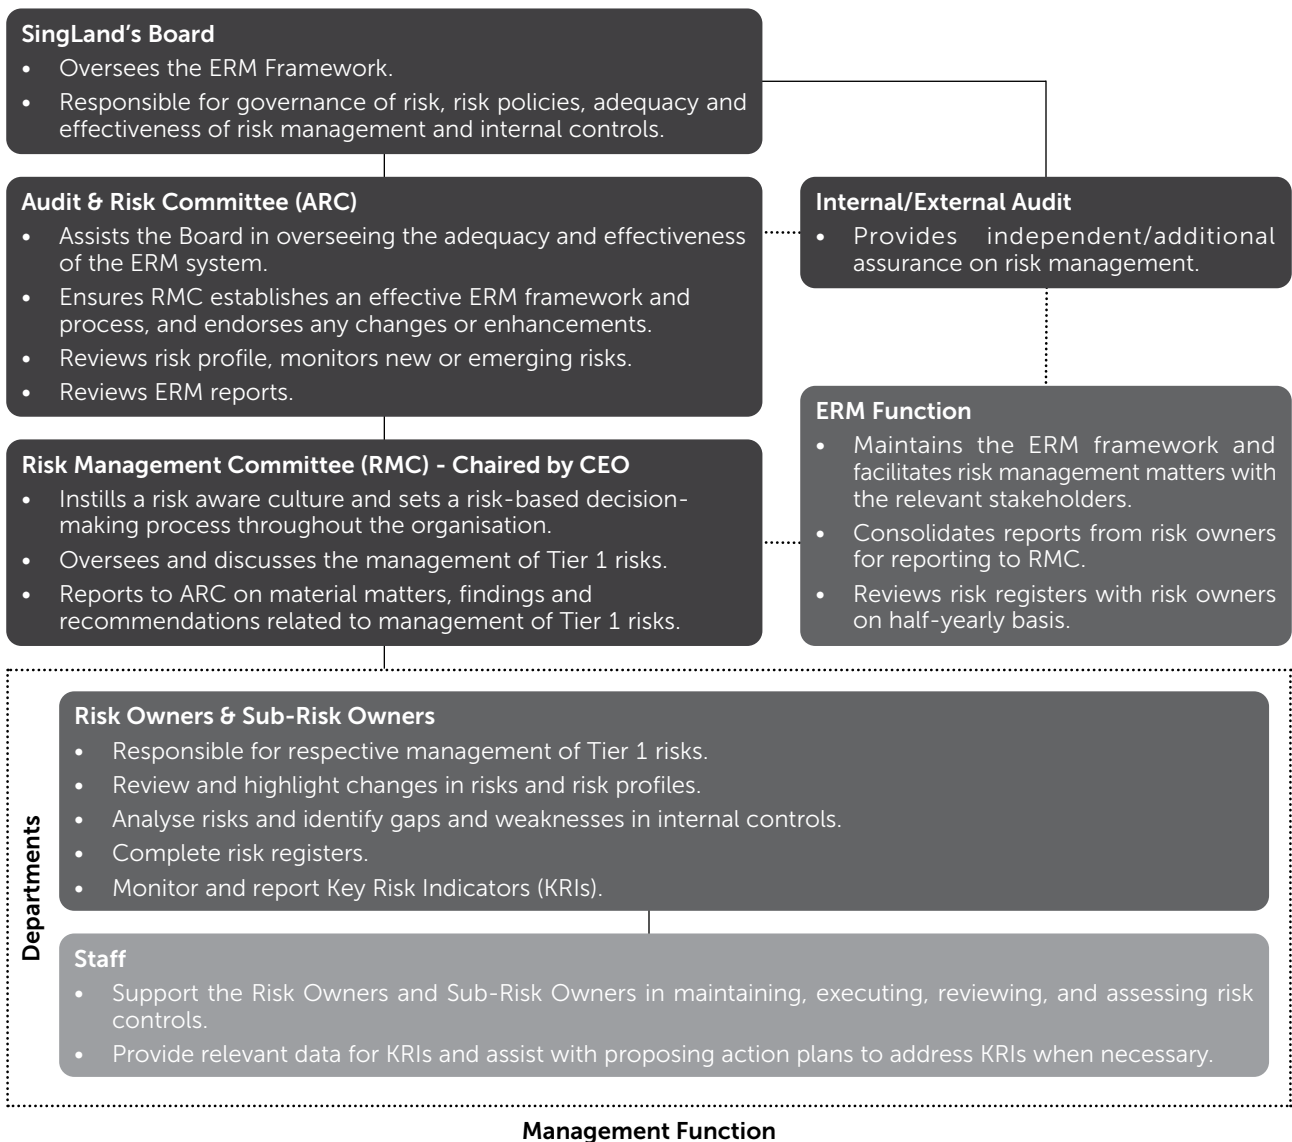 SingLand's Board
• Oversees the ERM Framework.
• Responsible for governance of risk, risk policies, adequacy and
effectiveness of risk management and internal controls.
Audit & Risk Committee (ARC)
• Assists the Board in overseeing the adequacy and effectiveness
of the ERM system.
• Ensures RMC establishes an effective ERM framework and
process, and endorses any changes or enhancements.
• Reviews risk profile, monitors new or emerging risks.
• Reviews ERM reports.
Internal/External Audit
• Provides independent/additional
assurance on risk management.
Risk Management Committee (RMC) - Chaired by CEO
• Instills a risk aware culture and sets a risk-based decision-
making process throughout the organisation.
• Oversees and discusses the management of Tier 1 risks.
• Reports to ARC on material matters, findings and
recommendations related to management of Tier 1 risks.
ERM Function
• Maintains the ERM framework and
facilitates risk management matters with
the relevant stakeholders.
• Consolidates reports from risk owners
for reporting to RMC.
• Reviews risk registers with risk owners
on half-yearly basis.
Departments
Risk Owners & Sub-Risk Owners
• Responsible for respective management of Tier 1 risks.
• Review and highlight changes in risks and risk profiles.
• Analyse risks and identify gaps and weaknesses in internal controls.
• Complete risk registers.
• Monitor and report Key Risk Indicators (KRIs).
Staff
• Support the Risk Owners and Sub-Risk Owners in maintaining, executing, reviewing, and assessing risk
controls.
• Provide relevant data for KRIs and assist with proposing action plans to address KRIs when necessary.
Management Function